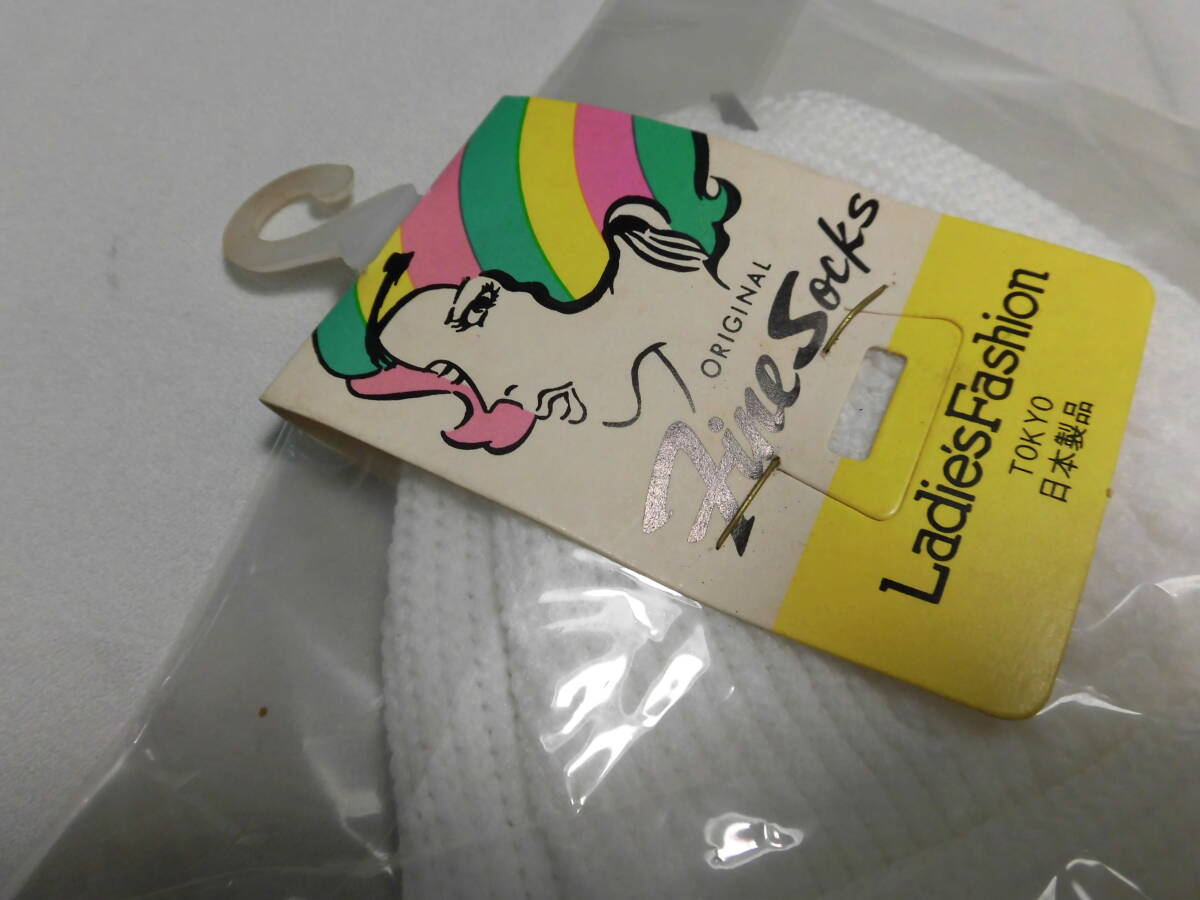 ORIGINAL
Fine Socks
Ladie's Fashion
TOKYO
日本製品